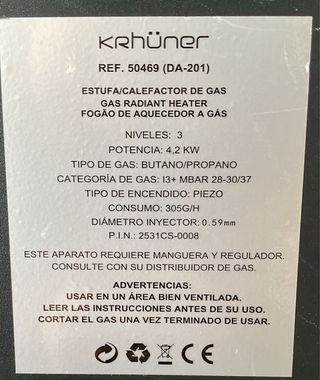 KRHÜNER
REF. 50469 (DA-201)
ESTUFA/CALEFACTOR DE GAS
GAS RADIANT HEATER
FOGÃO DE AQUECEDOR A GÁS
NIVELES: 3
POTENCIA: 4,2 KW
TIPO DE GAS: BUTANO/PROPANO
CATEGORÍA DE GAS: I3+ MBAR 28-30/37
TIPO DE ENCENDIDO: PIEZO
CONSUMO: 305G/H
DIÁMETRO INYECTOR: 0.59mm
P.I.N.: 2531CS-0008
ESTE APARATO REQUIERE MANGUERA Y REGULADOR.
CONSULTE CON SU DISTRIBUIDOR DE GAS.
ADVERTENCIAS:
USAR EN UN ÁREA BIEN VENTILADA.
LEER LAS INSTRUCCIONES ANTES DE SU USO.
CORTAR EL GAS UNA VEZ TERMINADO DE USAR.
CE